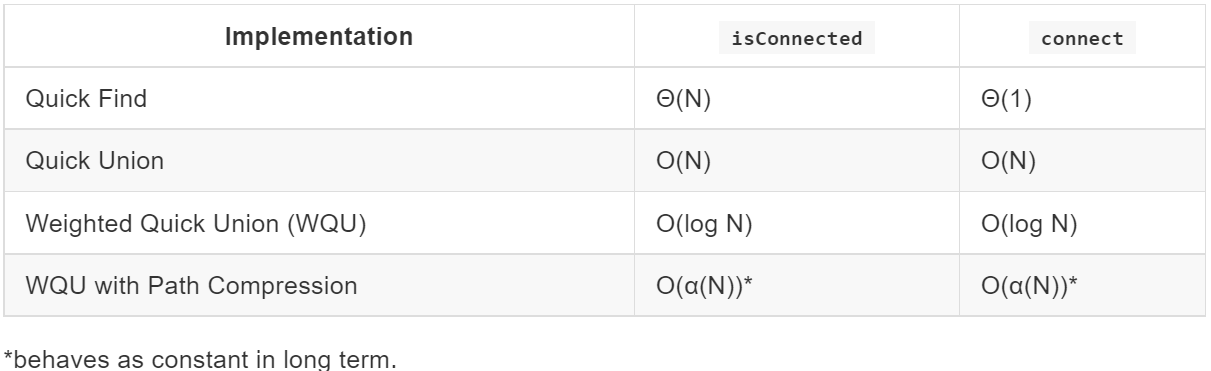 Implementation isConnected connect
Quick Find Θ(N) Θ(1)
Quick Union O(N) O(N)
Weighted Quick Union (WQU) O(log N) O(log N)
WQU with Path Compression O(α(N))* O(α(N))*
*behaves as constant in long term.